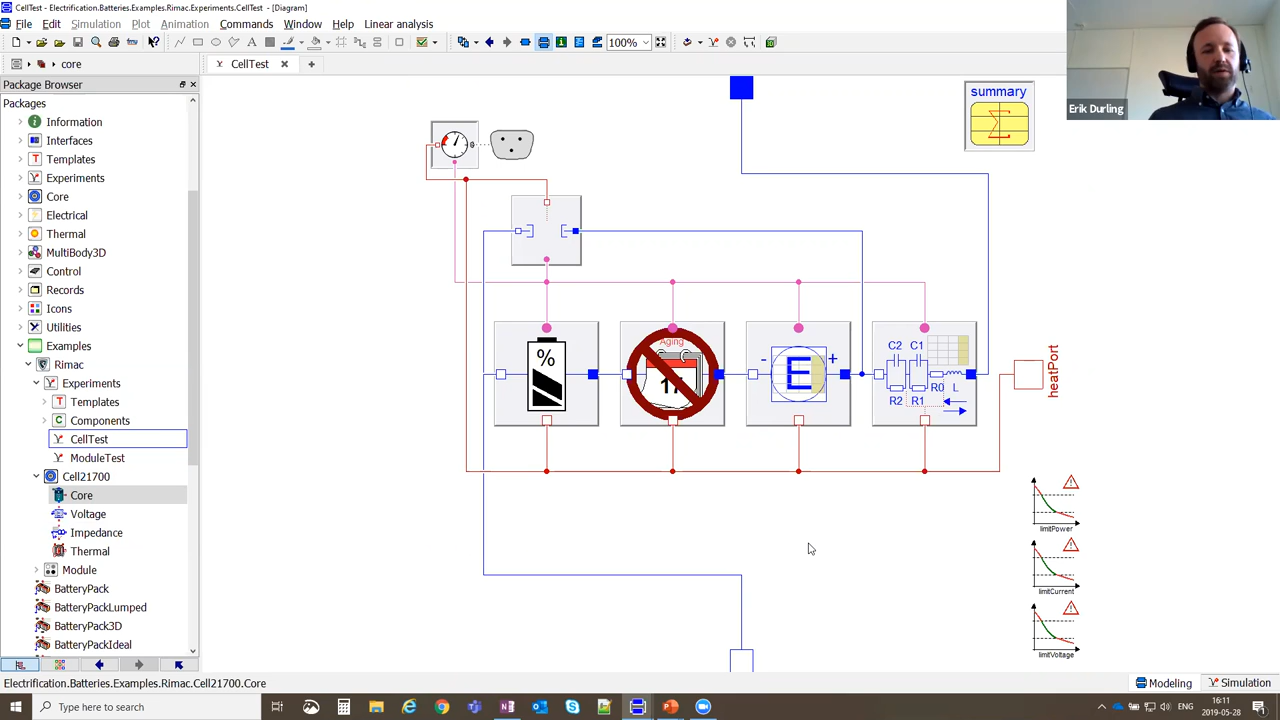 CellTest - Electrification.Batteries.Examples.Rimac.Experiments.CellTest - [Diagram]
File Edit Simulation Plot Animation Commands Window Help Linear analysis
100%
core
CellTest
Package Browser
Packages
Information
Interfaces
Templates
Experiments
Core
Electrical
Thermal
MultiBody3D
Control
Records
Icons
Utilities
Examples
Rimac
Experiments
Templates
Components
CellTest
ModuleTest
Cell21700
Core
Voltage
Impedance
Thermal
Module
BatteryPack
BatteryPackLumped
BatteryPack3D
BatteryPackIdeal
summary
Erik Durling
%
Aging
17
- E +
C2 C1
R0 L
R2 R1
heatPort
limitPower
limitCurrent
limitVoltage
Electrification.Batteries.Examples.Rimac.Cell21700.Core
Modeling Simulation
Type here to search
ENG
16:11
2019-05-28